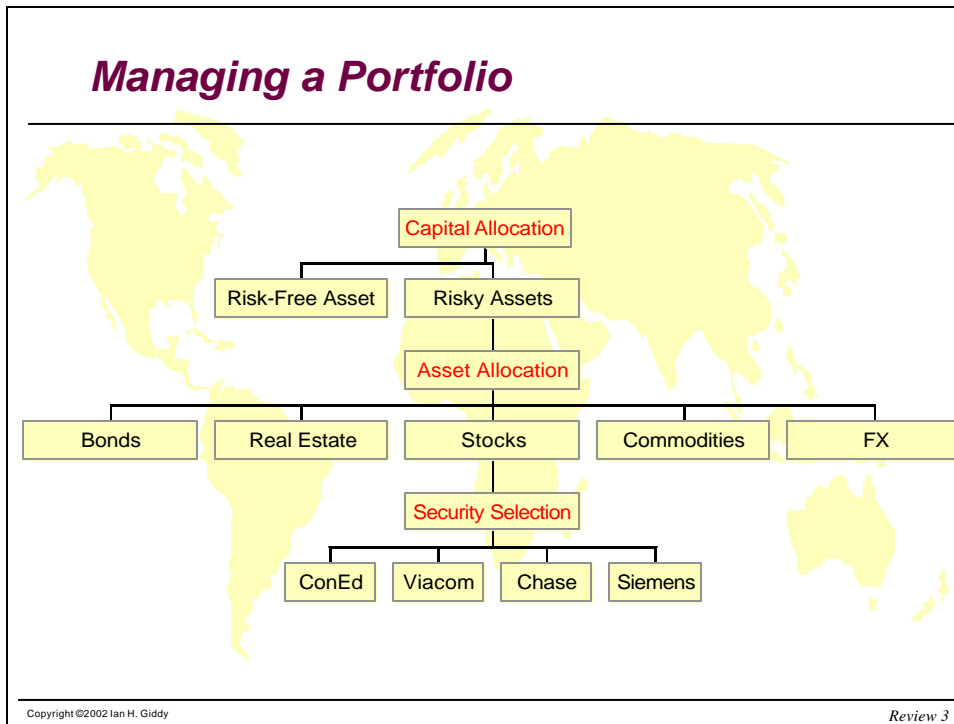 Managing a Portfolio
Capital Allocation
Risk-Free Asset Risky Assets
Asset Allocation
Bonds Real Estate Stocks Commodities FX
Security Selection
ConEd Viacom Chase Siemens
Copyright ©2002 Ian H. Giddy Review 3